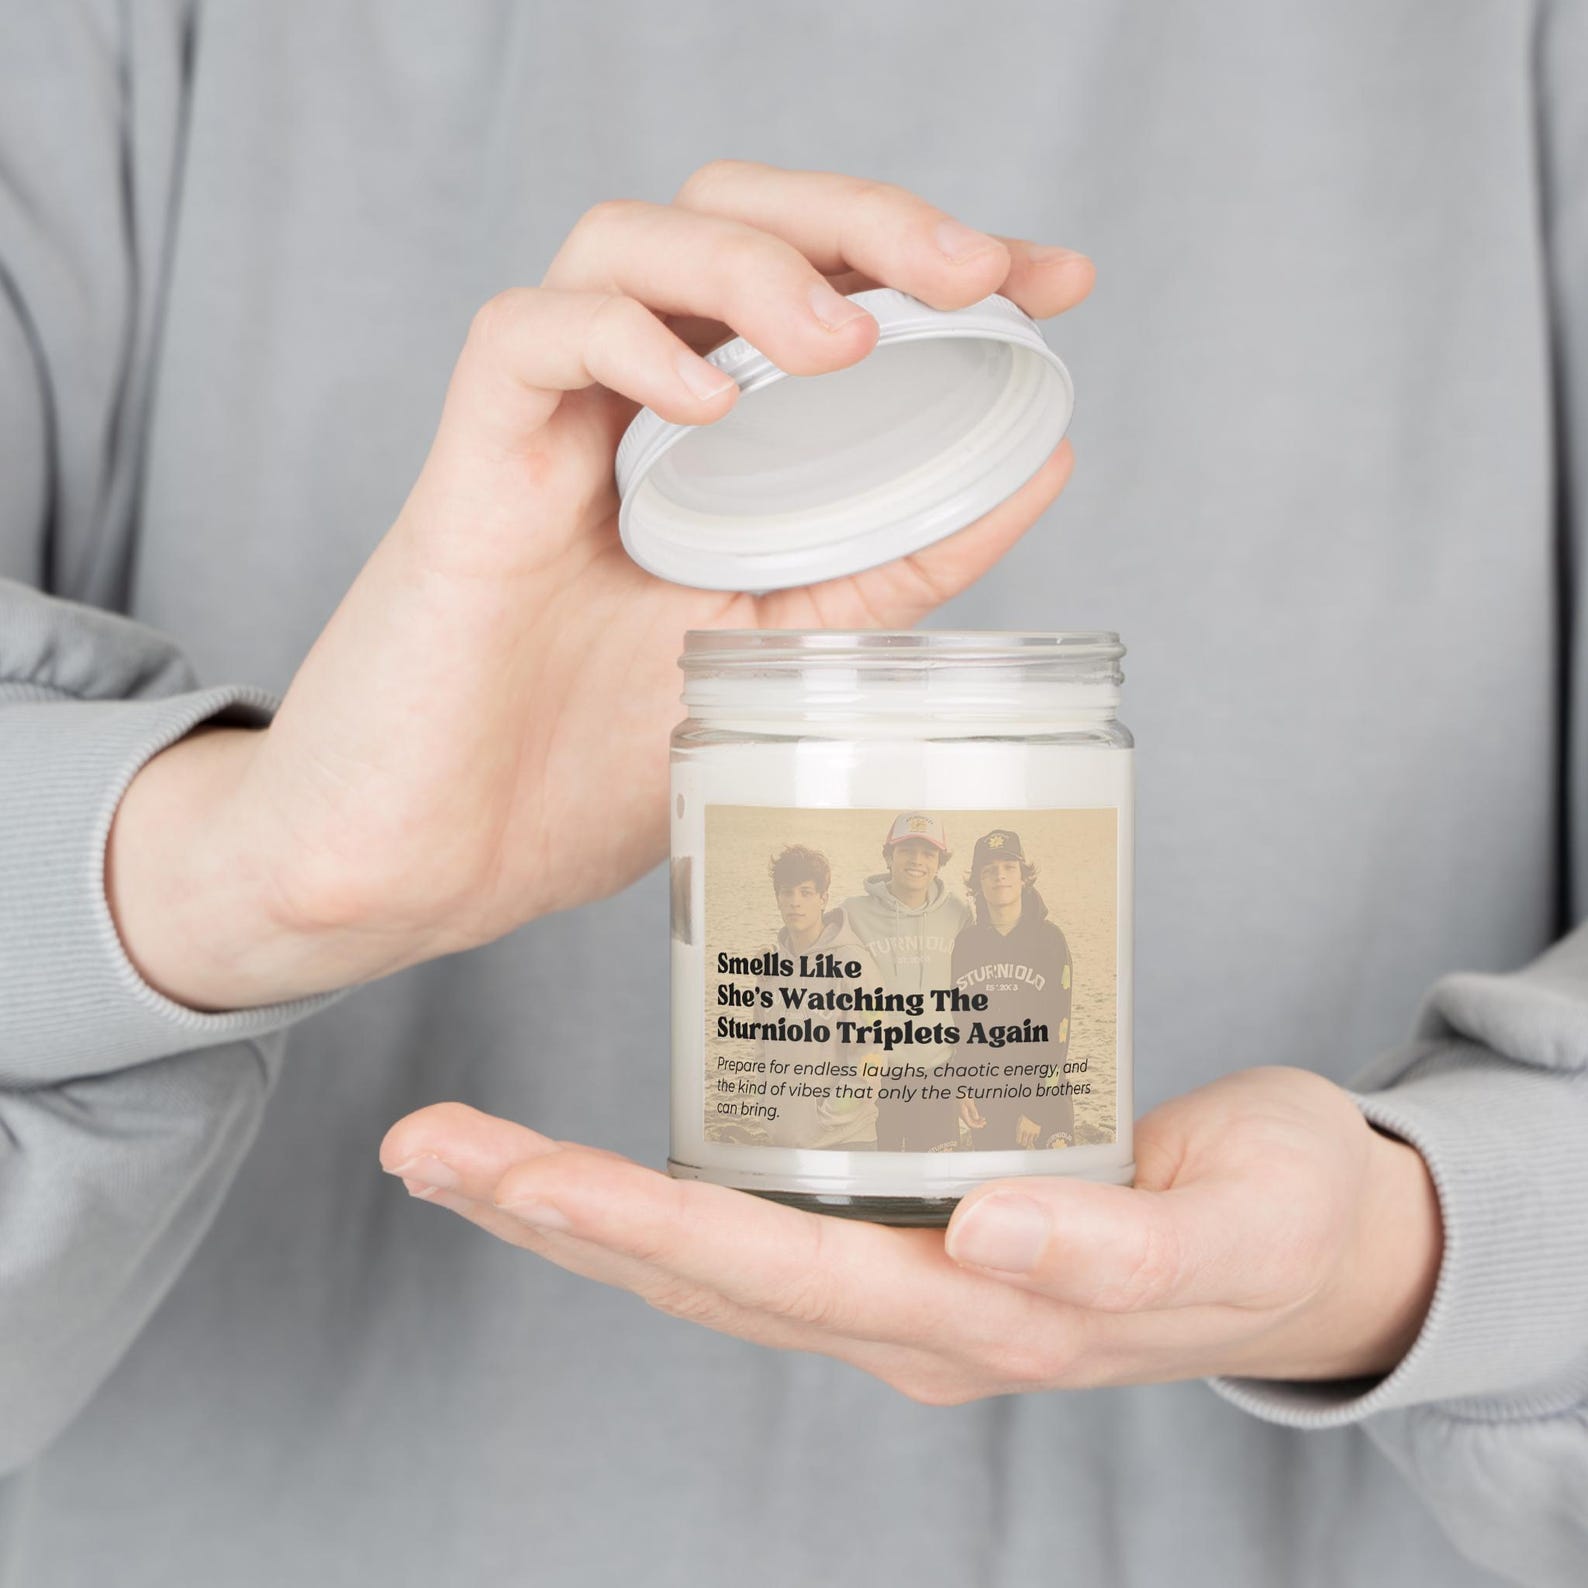 Smells Like
She's Watching The
Sturniolo Triplets Again
Prepare for endless laughs, chaotic energy, and
the kind of vibes that only the Sturniolo brothers
can bring.
TURNIOL
STURNIOLO